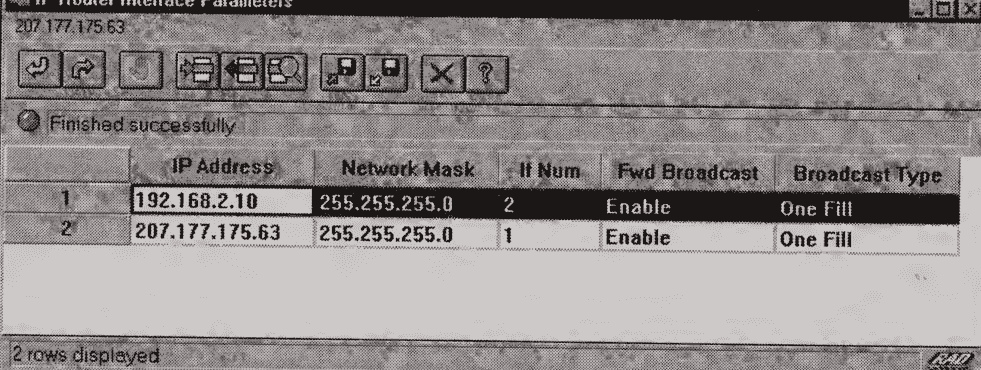 IP Router Interface Parameters
207.177.175.63
Finished successfully
IP Address Network Mask If Num Fwd Broadcast Broadcast Type
1 192.168.2.10 255.255.255.0 2 Enable One Fill
2 207.177.175.63 255.255.255.0 1 Enable One Fill
2 rows displayed
RAD